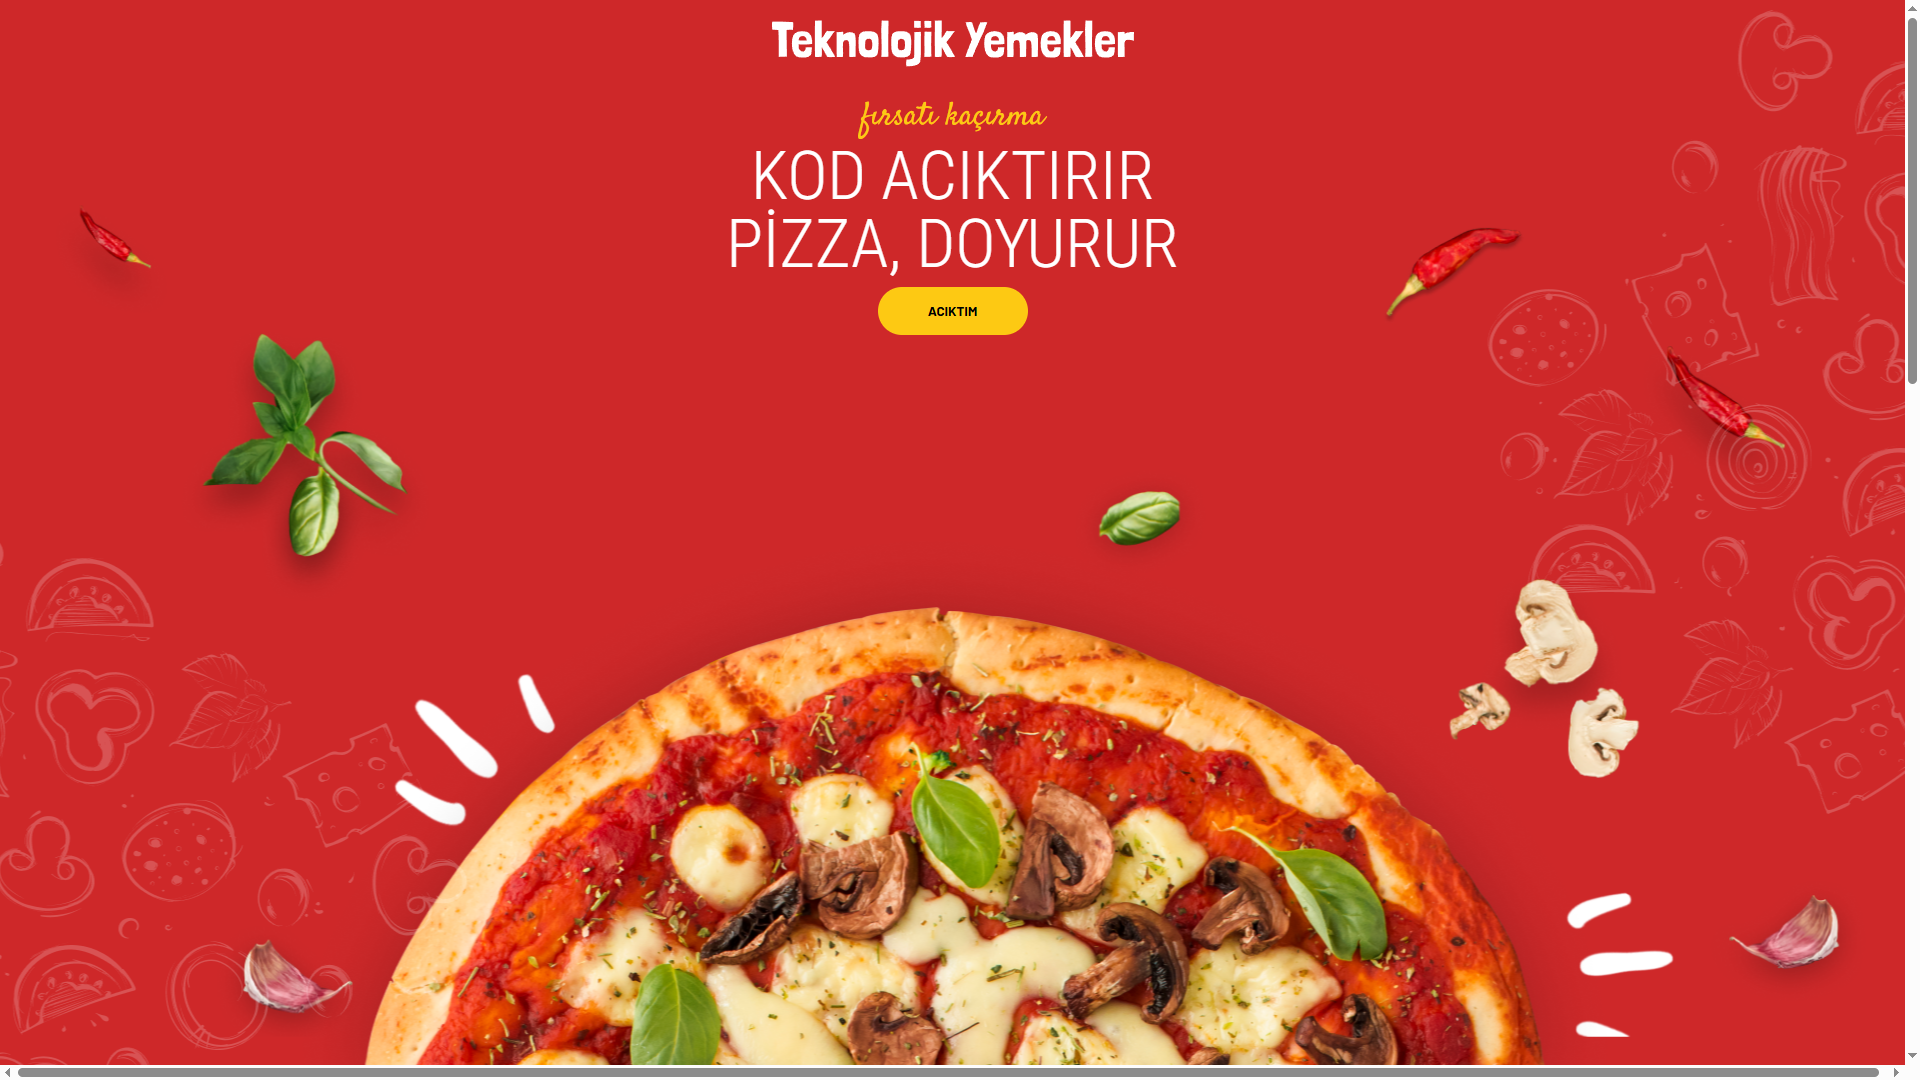 Teknolojik Yemekler
fırsatı kaçırma
KOD ACIKTIRIR
PİZZA, DOYURUR
ACIKTIM